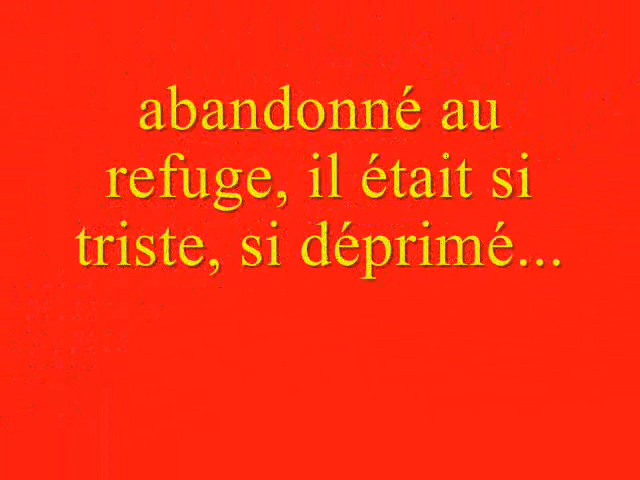 abandonné au
refuge, il était si
triste, si déprimé...